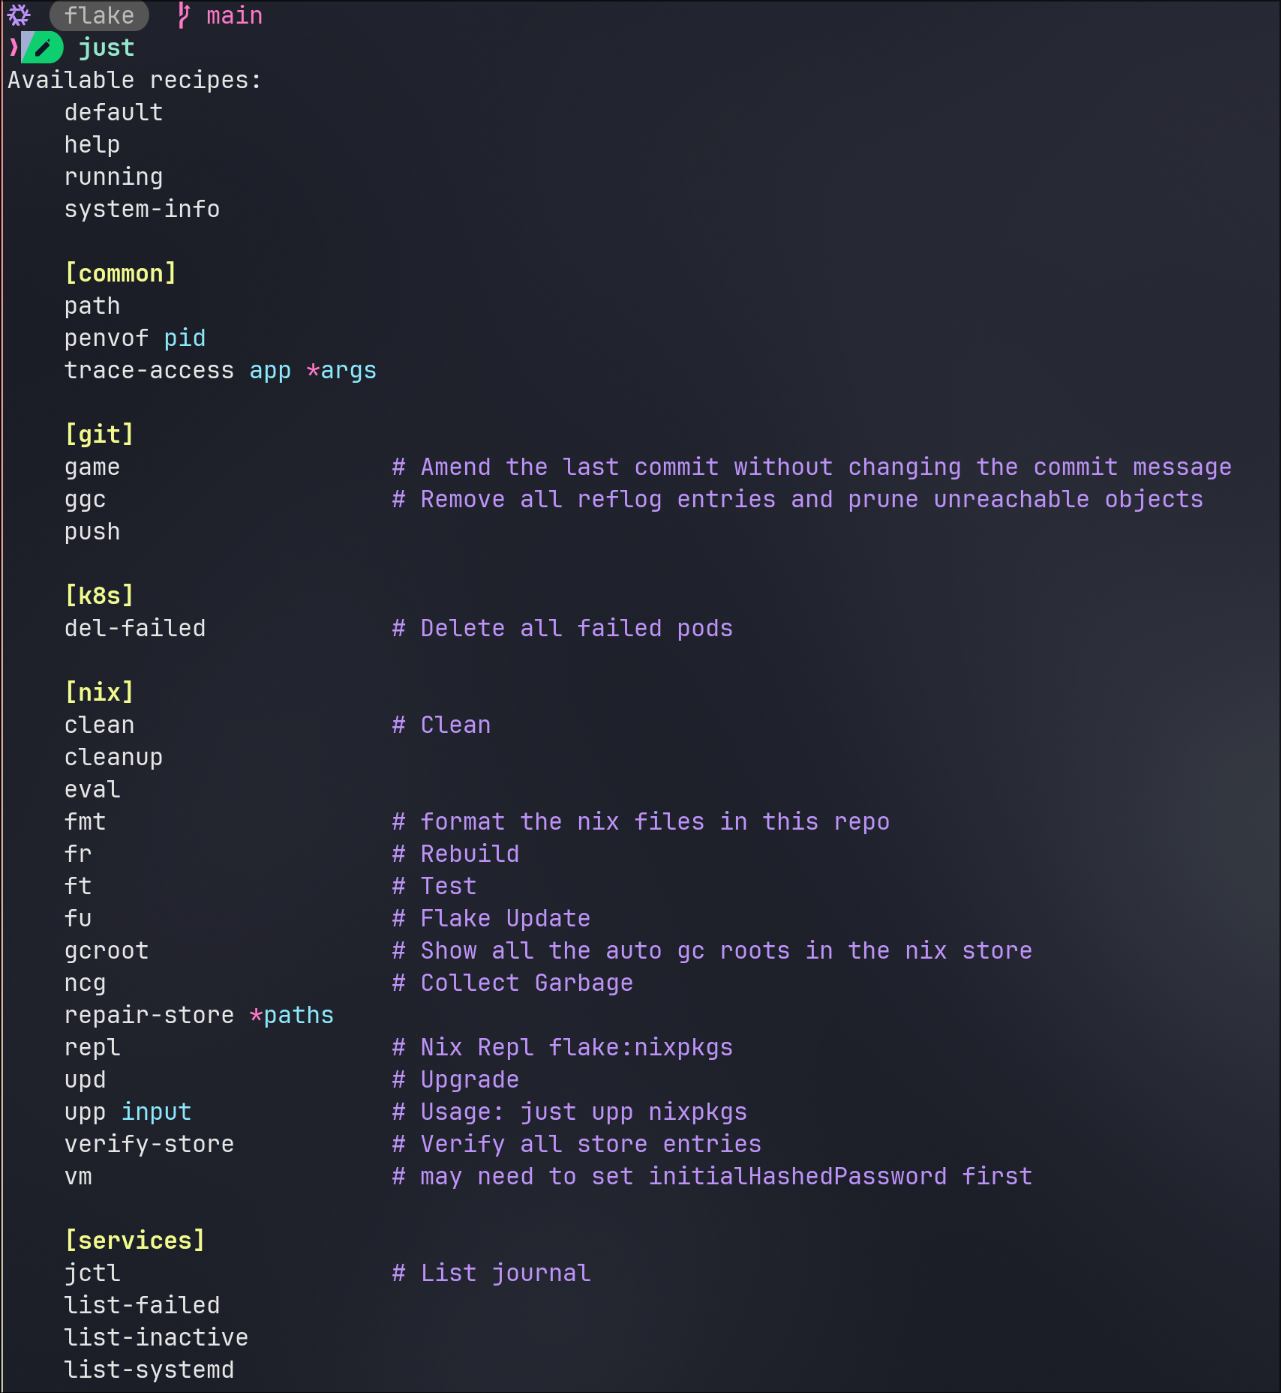 flake main
just
Available recipes:
default
help
running
system-info
[common]
path
penvof pid
trace-access app *args
[git]
game # Amend the last commit without changing the commit message
ggc # Remove all reflog entries and prune unreachable objects
push
[k8s]
del-failed # Delete all failed pods
[nix]
clean # Clean
cleanup
eval
fmt # format the nix files in this repo
fr # Rebuild
ft # Test
fu # Flake Update
gcroot # Show all the auto gc roots in the nix store
ncg # Collect Garbage
repair-store *paths
repl # Nix Repl flake:nixpkgs
upd # Upgrade
upp input # Usage: just upp nixpkgs
verify-store # Verify all store entries
vm # may need to set initialHashedPassword first
[services]
jctl # List journal
list-failed
list-inactive
list-systemd